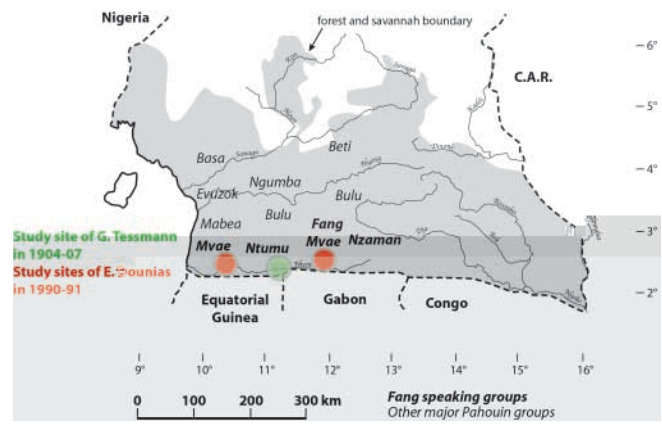 Nigeria
forest and savannah boundary
C.A.R.
6°
5°
4°
3°
2°
Basa
Sanaga
Beti
Evuzok
Ngumba
Nyong
Bulu
Mabea
Bulu
Fang
Mvae
Ntumu
Mvae
Nzaman
Study site of G. Tessmann
in 1904-07
Study sites of E. Dounias
in 1990-91
Equatorial
Guinea
Gabon
Congo
9° 10° 11° 12° 13° 14° 15° 16°
0 100 200 300 km
Fang speaking groups
Other major Pahouin groups